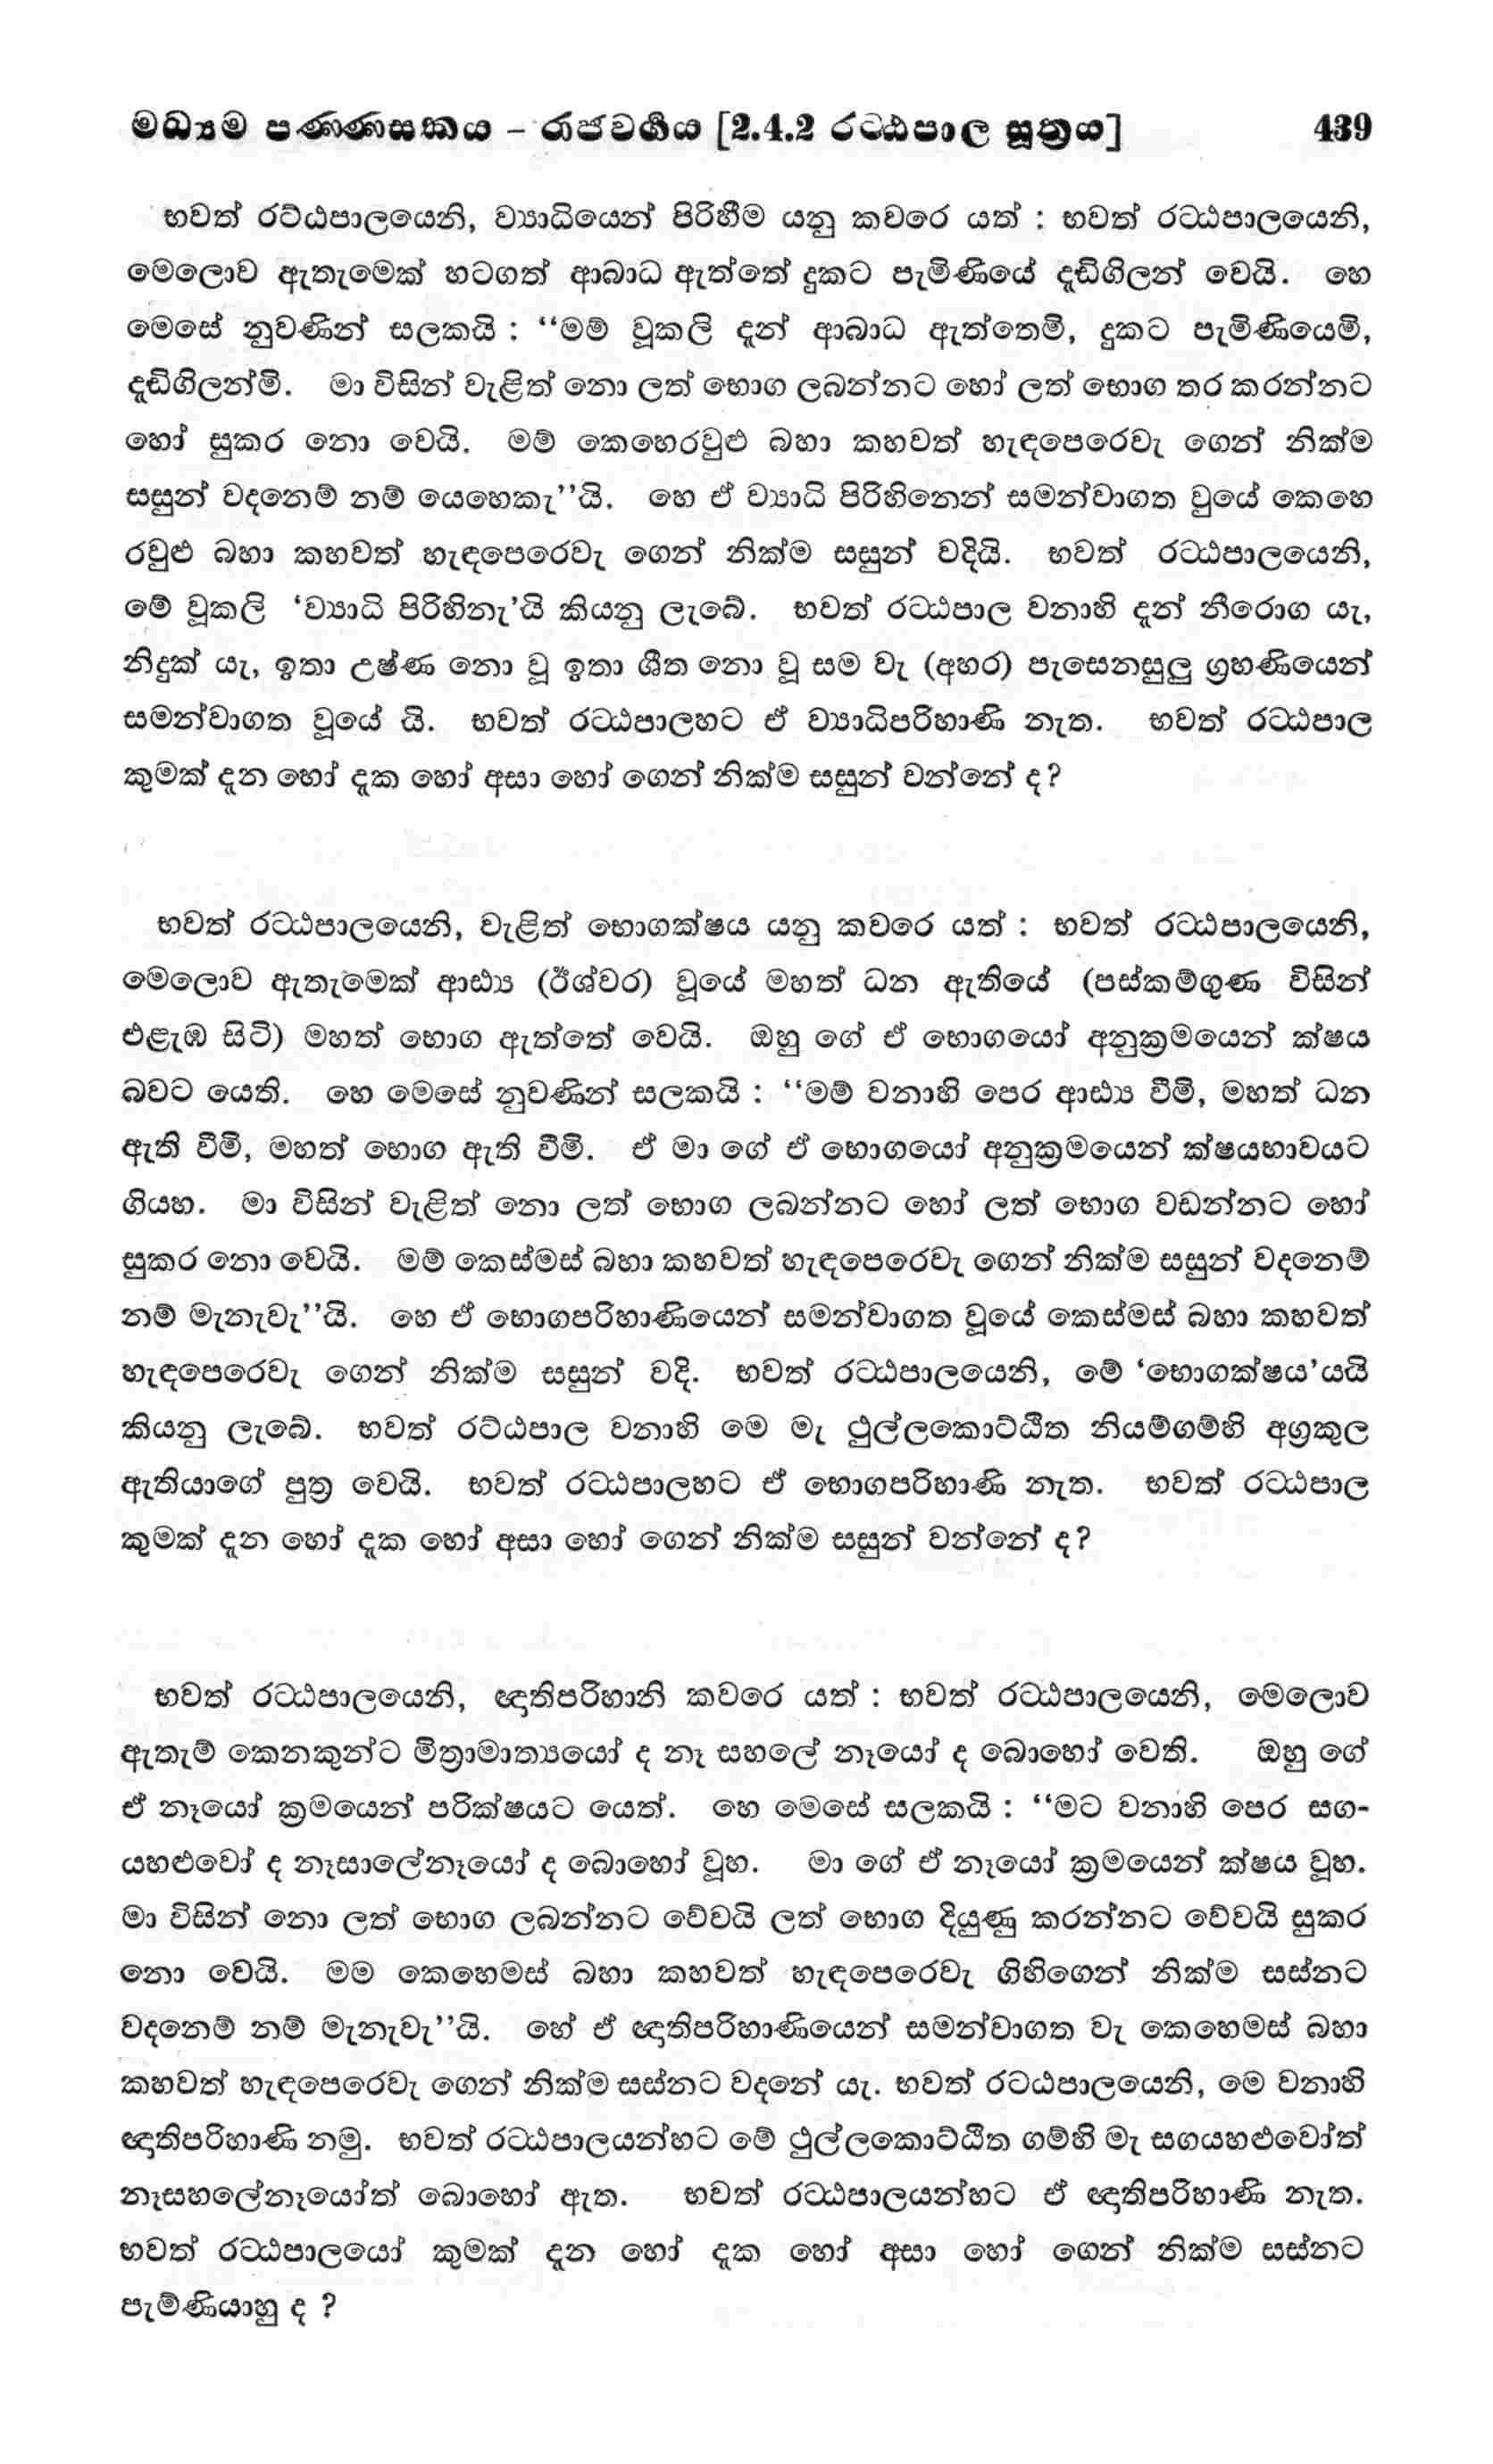 මධ්‍යම පණ්ණාසකය – රාජවර්‍ගය [2.4.2 රට්ඨපාල සූත්‍රය] 439
භවත් රට්ඨපාලයෙනි, ව්‍යාධියෙන් පිරිහීම යනු කවරෙ යත් : භවත් රට්ඨපාලයෙනි,
මෙලොව ඇතැමෙක් හටගත් ආබාධ ඇත්තේ දුකට පැමිණියේ දැඩිගිලන් වෙයි. හෙ
මෙසේ නුවණින් සලකයි : “මම් වූකලි දැන් ආබාධ ඇත්තෙමි, දුකට පැමිණියෙමි,
දැඩිගිලන්මි. මා විසින් වැළිත් නො ලත් භොග ලබන්නට හෝ ලත් භොග තර කරන්නට
හෝ සුකර නො වෙයි. මම් කෙහෙරවුළු බහා කහවත් හැඳපෙරෙවැ ගෙන් නික්ම
සසුන් වදනෙම් නම් යෙහෙකැ”යි. හෙ ඒ ව්‍යාධි පිරිහිනෙන් සමන්වාගත වුයේ කෙහෙ
රවුළු බහා කහවත් හැඳපෙරෙවැ ගෙන් නික්ම සසුන් වදියි. භවත් රට්ඨපාලයෙනි,
මේ වූකලි ‘ව්‍යාධි පිරිහිනැ’යි කියනු ලැබේ. භවත් රට්ඨපාල වනාහි දැන් නීරොග යැ,
නිදුක් යැ, ඉතා උෂ්ණ නො වූ ඉතා ශීත නො වූ සම වැ (අහර) පැසෙනසුලු ග්‍රහණියෙන්
සමන්වාගත වූයේ යි. භවත් රට්ඨපාලහට ඒ ව්‍යාධිපරිහාණි නැත. භවත් රට්ඨපාල
කුමක් දැන හෝ දැක හෝ අසා හෝ ගෙන් නික්ම සසුන් වන්නේ ද?
භවත් රට්ඨපාලයෙනි, වැළිත් භොගක්ෂය යනු කවරෙ යත් : භවත් රට්ඨපාලයෙනි,
මෙලොව ඇතැමෙක් ආඪ්‍ය (ඊශ්වර) වූයේ මහත් ධන ඇතියේ (පස්කම්ගුණ විසින්
එළැඹ සිටි) මහත් භොග ඇත්තේ වෙයි. ඔහු ගේ ඒ භොගයෝ අනුක්‍රමයෙන් ක්ෂය
බවට යෙති. හෙ මෙසේ නුවණින් සලකයි : “මම් වනාහි පෙර ආඪ්‍ය වීමි, මහත් ධන
ඇති වීමි, මහත් භොග ඇති වීමි. ඒ මා ගේ ඒ භොගයෝ අනුක්‍රමයෙන් ක්ෂයභාවයට
ගියහ. මා විසින් වැළිත් නො ලත් භොග ලබන්නට හෝ ලත් භොග වඩන්නට හෝ
සුකර නො වෙයි. මම් කෙස්මස් බහා කහවත් හැඳපෙරෙවැ ගෙන් නික්ම සසුන් වදනෙම්
නම් මැනැවැ”යි. හෙ ඒ භොගපරිහාණියෙන් සමන්වාගත වූයේ කෙස්මස් බහා කහවත්
හැඳපෙරෙවැ ගෙන් නික්ම සසුන් වදි. භවත් රට්ඨපාලයෙනි, මේ ‘භොගක්ෂය’යයි
කියනු ලැබේ. භවත් රට්ඨපාල වනාහි මෙ මැ ථුල්ලකොට්ඨිත නියම්ගම්හි අග්‍රකුල
ඇතියාගේ පුත්‍ර වෙයි. භවත් රට්ඨපාලහට ඒ භොගපරිහාණි නැත. භවත් රට්ඨපාල
කුමක් දැන හෝ දැක හෝ අසා හෝ ගෙන් නික්ම සසුන් වන්නේ ද?
භවත් රට්ඨපාලයෙනි, ඥාතිපරිහානි කවරෙ යත් : භවත් රට්ඨපාලයෙනි, මෙලොව
ඇතැම් කෙනකුන්ට මිත්‍රාමාත්‍යයෝ ද නෑ සහලේ නෑයෝ ද බොහෝ වෙති. ඔහු ගේ
ඒ නෑයෝ ක්‍රමයෙන් පරික්ෂයට යෙත්. හෙ මෙසේ සලකයි : “මට වනාහි පෙර සග-
යහළුවෝ ද නෑසාලේනෑයෝ ද බොහෝ වූහ. මා ගේ ඒ නෑයෝ ක්‍රමයෙන් ක්ෂය වූහ.
මා විසින් නො ලත් භොග ලබන්නට වේවයි ලත් භොග දියුණු කරන්නට වේවයි සුකර
නො වෙයි. මම කෙහෙමස් බහා කහවත් හැඳපෙරෙවැ ගිහිගෙන් නික්ම සස්නට
වදනෙම් නම් මැනැවැ”යි. හේ ඒ ඥාතිපරිහාණියෙන් සමන්වාගත වැ කෙහෙමස් බහා
කහවත් හැඳපෙරෙවැ ගෙන් නික්ම සස්නට වදනේ යැ. භවත් රටඨපාලයෙනි, මෙ වනාහි
ඥාතිපරිහාණි නමු. භවත් රට්ඨපාලයන්හට මේ ථුල්ලකොට්ඨිත ගම්හි මැ සගයහළුවෝත්
නෑසහලේනෑයෝත් බොහෝ ඇත. භවත් රට්ඨපාලයන්හට ඒ ඥාතිපරිහාණි නැත.
භවත් රට්ඨපාලයෝ කුමක් දැන හෝ දැක හෝ අසා හෝ ගෙන් නික්ම සස්නට
පැම්ණියාහු ද ?